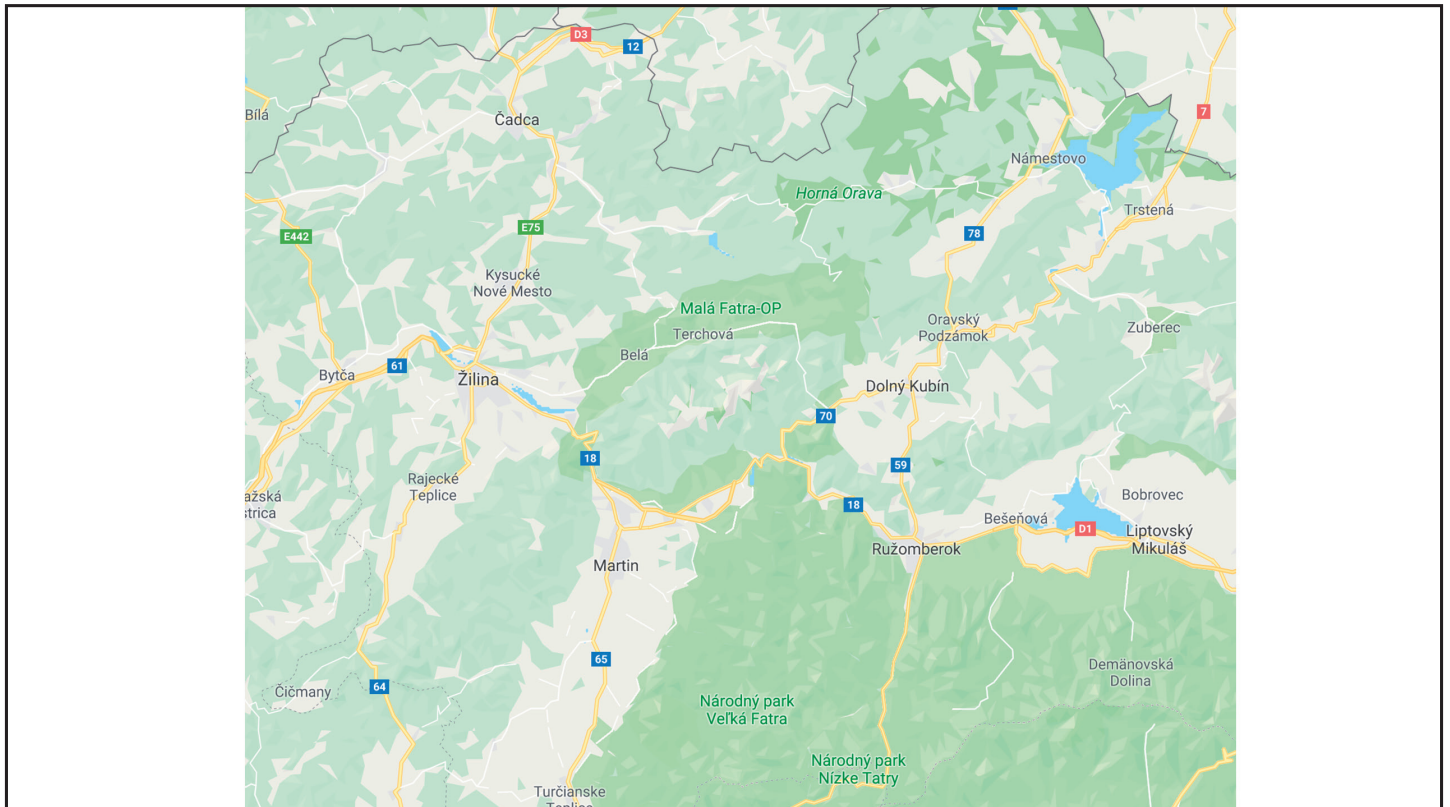 D3
12
Bílá
Čadca
7
Námestovo
Horná Orava
Trstená
E442
E75
78
Kysucké
Nové Mesto
Malá Fatra-OP
Terchová
Oravský
Podzámok
Zuberec
Belá
61
Bytča
Žilina
Dolný Kubín
70
18
59
Rajecké
Teplice
ažská
strica
18
Bobrovec
Bešeňová
D1
Liptovský
Mikuláš
Ružomberok
Martin
65
Demänovská
Dolina
64
Čičmany
Národný park
Veľká Fatra
Národný park
Nízke Tatry
Turčianske
Teplice